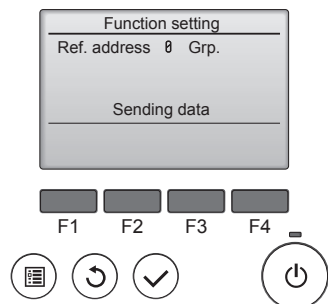 Function setting
Ref. address 0 Grp.
Sending data
F1 F2 F3 F4